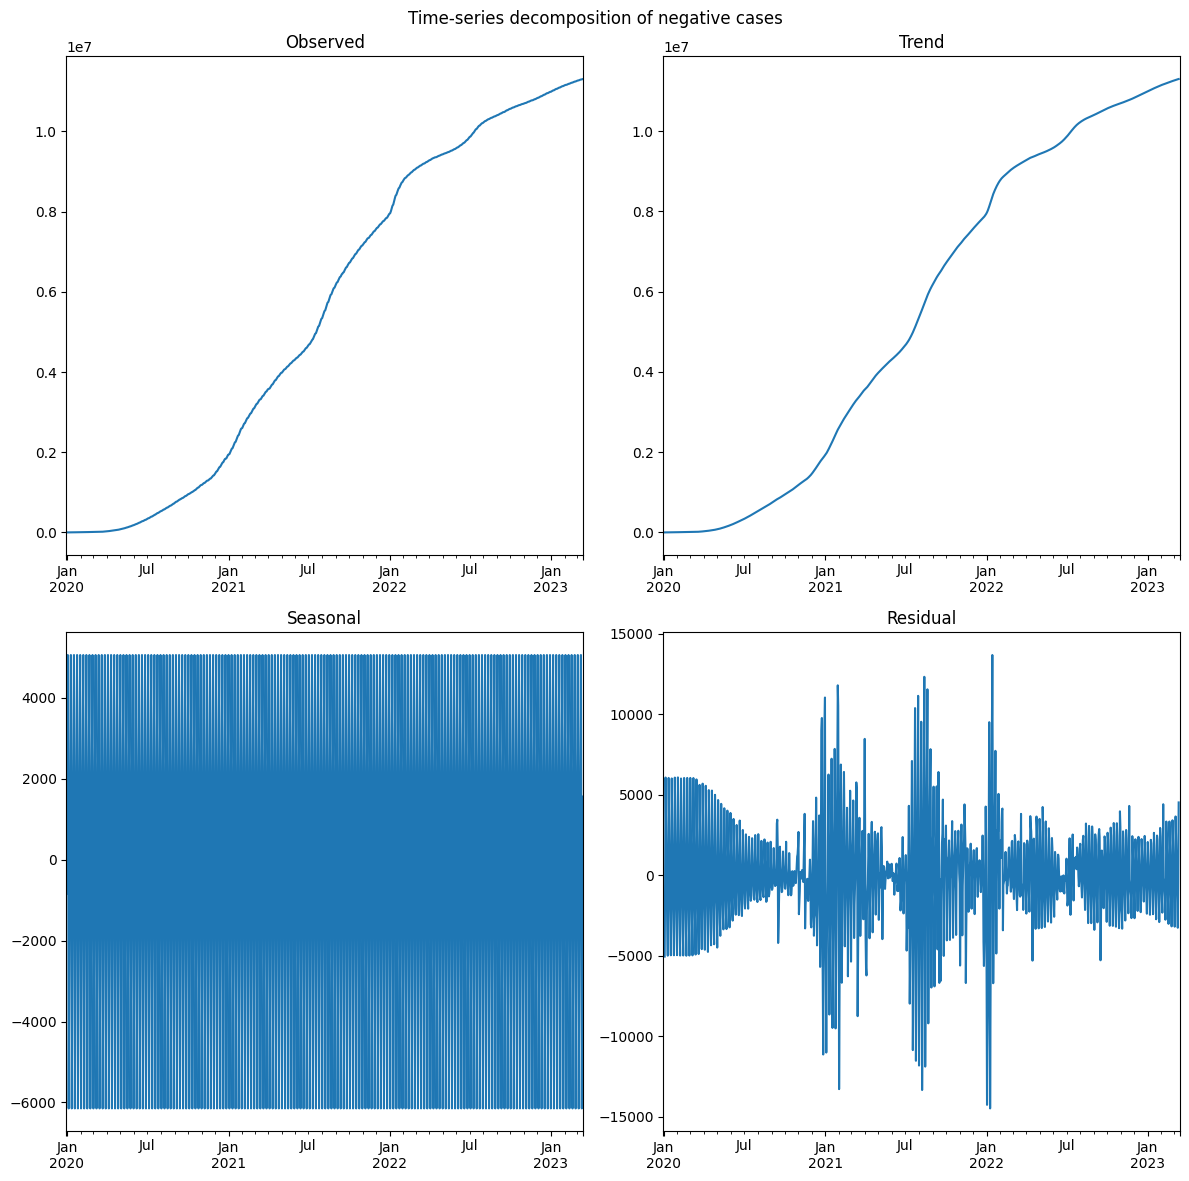 Time-series decomposition of negative cases
Observed
1e7
1.0
0.8
0.6
0.4
0.2
0.0
Jan Jul Jan Jul Jan Jul Jan
2020 2021 2022 2023
Trend
1e7
1.0
0.8
0.6
0.4
0.2
0.0
Jan Jul Jan Jul Jan Jul Jan
2020 2021 2022 2023
Seasonal
4000
2000
0
−2000
−4000
−6000
Jan Jul Jan Jul Jan Jul Jan
2020 2021 2022 2023
Residual
15000
10000
5000
0
−5000
−10000
−15000
Jan Jul Jan Jul Jan Jul Jan
2020 2021 2022 2023